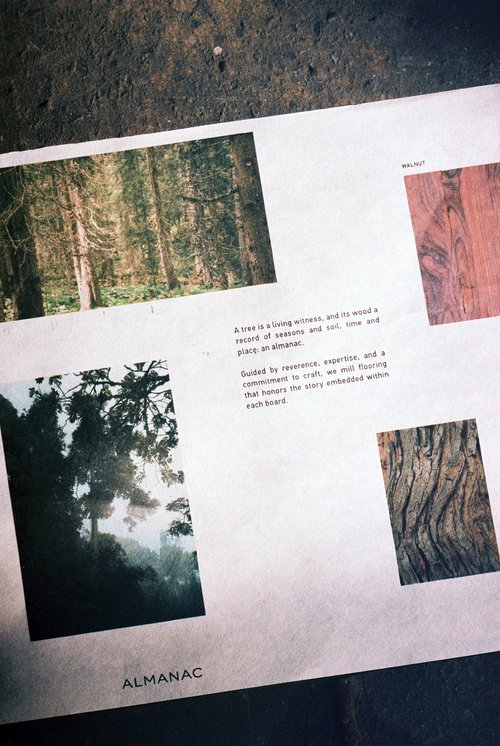 WALNUT
A tree is a living witness, and its wood a
record of seasons and soil, time and
place: an almanac.
Guided by reverence, expertise, and a
commitment to craft, we mill flooring
that honors the story embedded within
each board.
ALMANAC